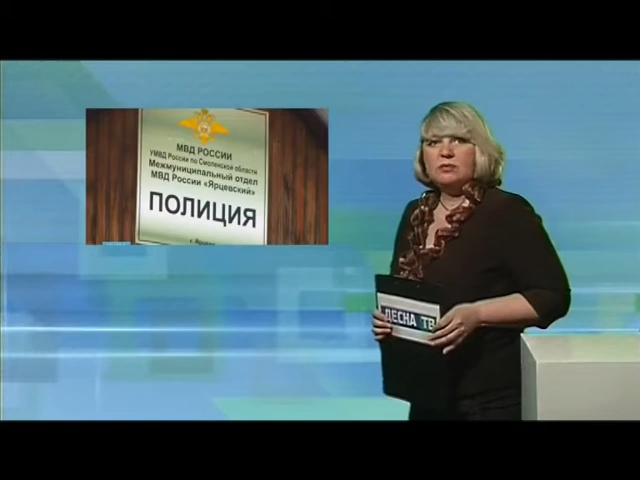 МВД РОССИИ
УМВД России по Смоленской области
Межмуниципальный отдел
МВД России «Ярцевский»
ПОЛИЦИЯ
ДЕСНА ТВ